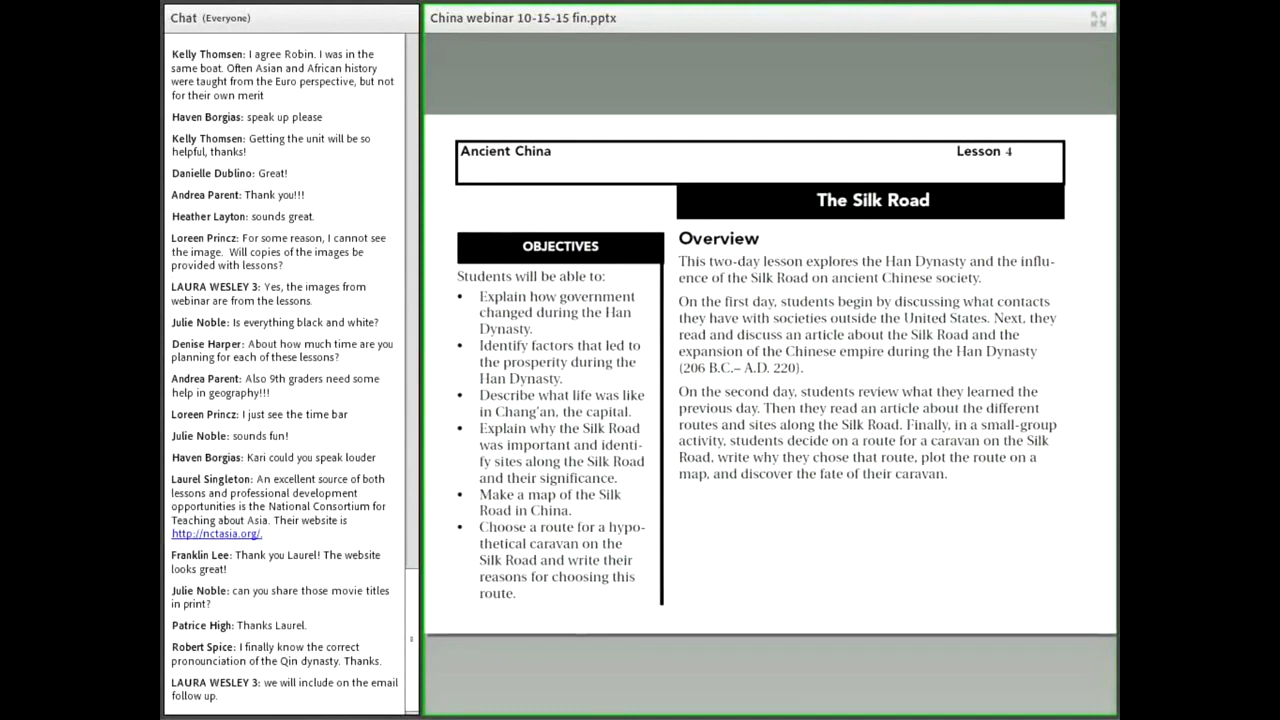 Chat (Everyone)
Kelly Thomsen: I agree Robin. I was in the
same boat. Often Asian and African history
were taught from the Euro perspective, but not
for their own merit
Haven Borgias: speak up please
Kelly Thomsen: Getting the unit will be so
helpful, thanks!
Danielle Dublino: Great!
Andrea Parent: Thank you!!!
Heather Layton: sounds great.
Loreen Princz: For some reason, I cannot see
the image. Will copies of the images be
provided with lessons?
LAURA WESLEY 3: Yes, the images from
webinar are from the lessons.
Julie Noble: Is everything black and white?
Denise Harper: About how much time are you
planning for each of these lessons?
Andrea Parent: Also 9th graders need some
help in geography!!!
Loreen Princz: I just see the time bar
Julie Noble: sounds fun!
Haven Borgias: Kari could you speak louder
Laurel Singleton: An excellent source of both
lessons and professional development
opportunities is the National Consortium for
Teaching about Asia. Their website is
http://nctasia.org/.
Franklin Lee: Thank you Laurel! The website
looks great!
Julie Noble: can you share those movie titles
in print?
Patrice High: Thanks Laurel.
Robert Spice: I finally know the correct
pronounciation of the Qin dynasty. Thanks.
LAURA WESLEY 3: we will include on the email
follow up.
China webinar 10-15-15 fin.pptx
Ancient China
Lesson 4
The Silk Road
OBJECTIVES
Students will be able to:
• Explain how government
changed during the Han
Dynasty.
• Identify factors that led to
the prosperity during the
Han Dynasty.
• Describe what life was like
in Chang'an, the capital.
• Explain why the Silk Road
was important and identi-
fy sites along the Silk Road
and their significance.
• Make a map of the Silk
Road in China.
• Choose a route for a hypo-
thetical caravan on the
Silk Road and write their
reasons for choosing this
route.
Overview
This two-day lesson explores the Han Dynasty and the influ-
ence of the Silk Road on ancient Chinese society.
On the first day, students begin by discussing what contacts
they have with societies outside the United States. Next, they
read and discuss an article about the Silk Road and the
expansion of the Chinese empire during the Han Dynasty
(206 B.C.– A.D. 220).
On the second day, students review what they learned the
previous day. Then they read an article about the different
routes and sites along the Silk Road. Finally, in a small-group
activity, students decide on a route for a caravan on the Silk
Road, write why they chose that route, plot the route on a
map, and discover the fate of their caravan.